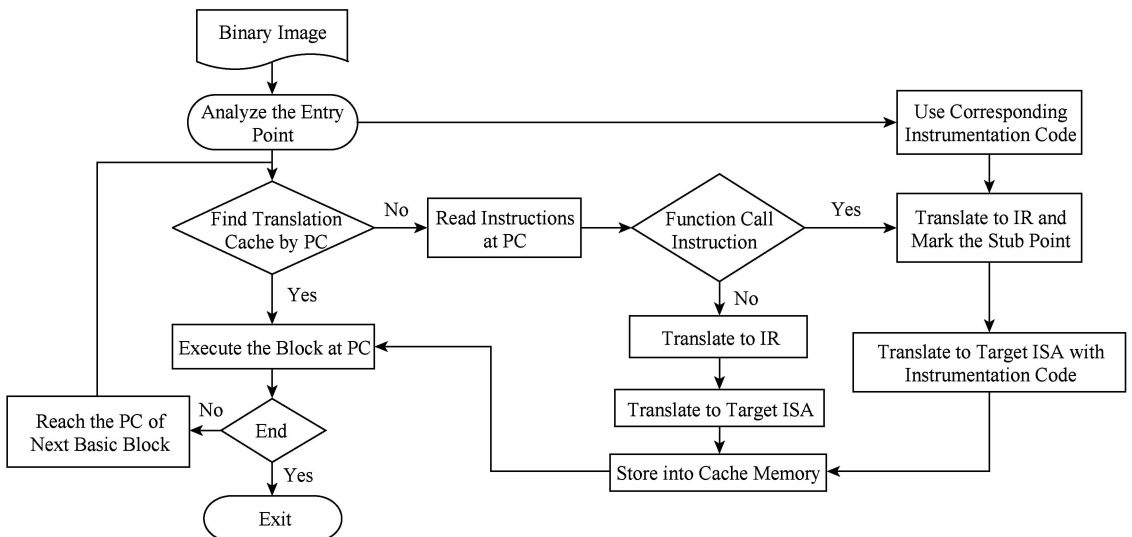 Binary Image
Analyze the Entry
Point
Use Corresponding
Instrumentation Code
Find Translation
Cache by PC
No
Read Instructions
at PC
Function Call
Instruction
Yes
Translate to IR and
Mark the Stub Point
Yes
No
Execute the Block at PC
Translate to IR
Translate to Target ISA with
Instrumentation Code
Translate to Target ISA
Reach the PC of
Next Basic Block
No
End
Yes
Store into Cache Memory
Exit